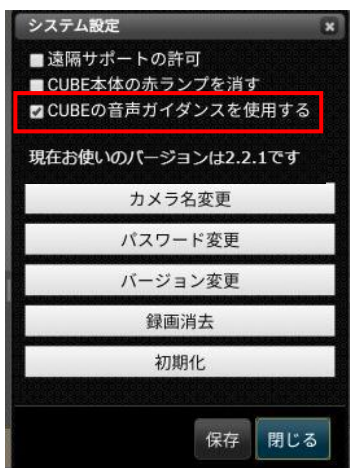 システム設定
遠隔サポートの許可
CUBE本体の赤ランプを消す
CUBEの音声ガイダンスを使用する
現在お使いのバージョンは2.2.1です
カメラ名変更
パスワード変更
バージョン変更
録画消去
初期化
保存 閉じる